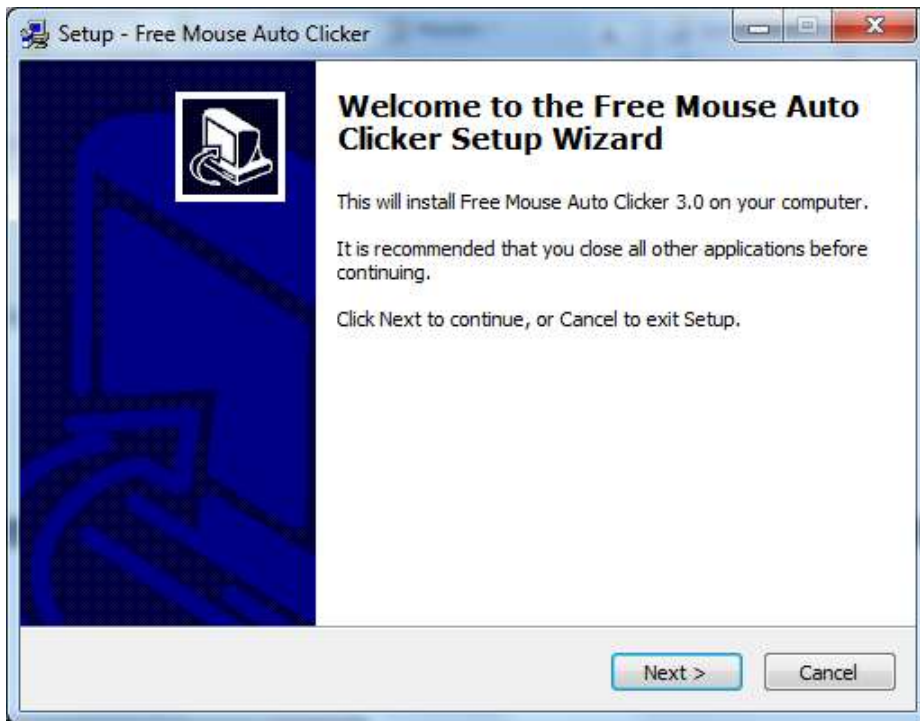 Setup - Free Mouse Auto Clicker
Welcome to the Free Mouse Auto
Clicker Setup Wizard
This will install Free Mouse Auto Clicker 3.0 on your computer.
It is recommended that you close all other applications before
continuing.
Click Next to continue, or Cancel to exit Setup.
Next >
Cancel